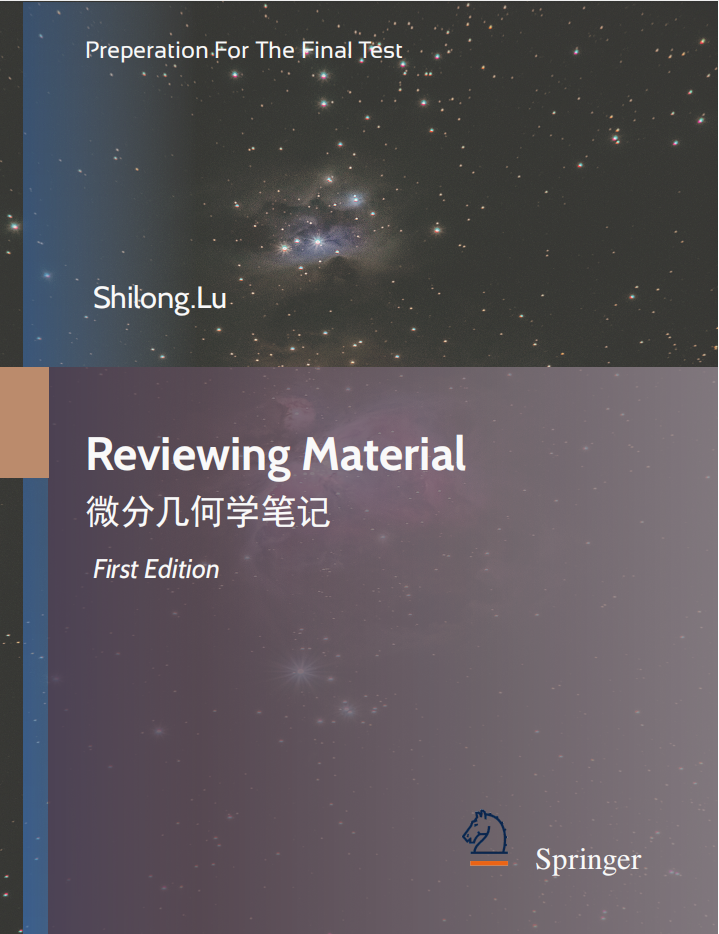 Preperation For The Final Test
Shilong.Lu
Reviewing Material
微分几何学笔记
First Edition
Springer